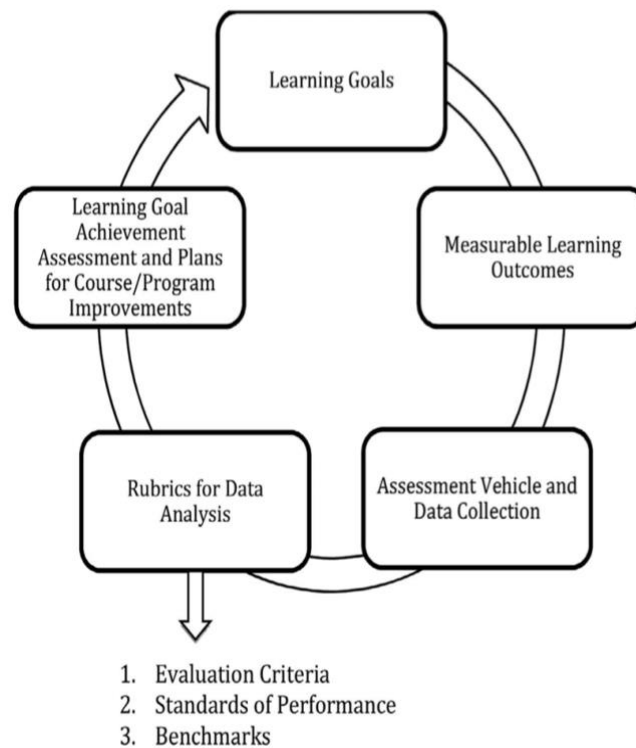 Learning Goals
Measurable Learning
Outcomes
Assessment Vehicle and
Data Collection
Rubrics for Data
Analysis
Learning Goal
Achievement
Assessment and Plans
for Course/Program
Improvements
1. Evaluation Criteria
2. Standards of Performance
3. Benchmarks